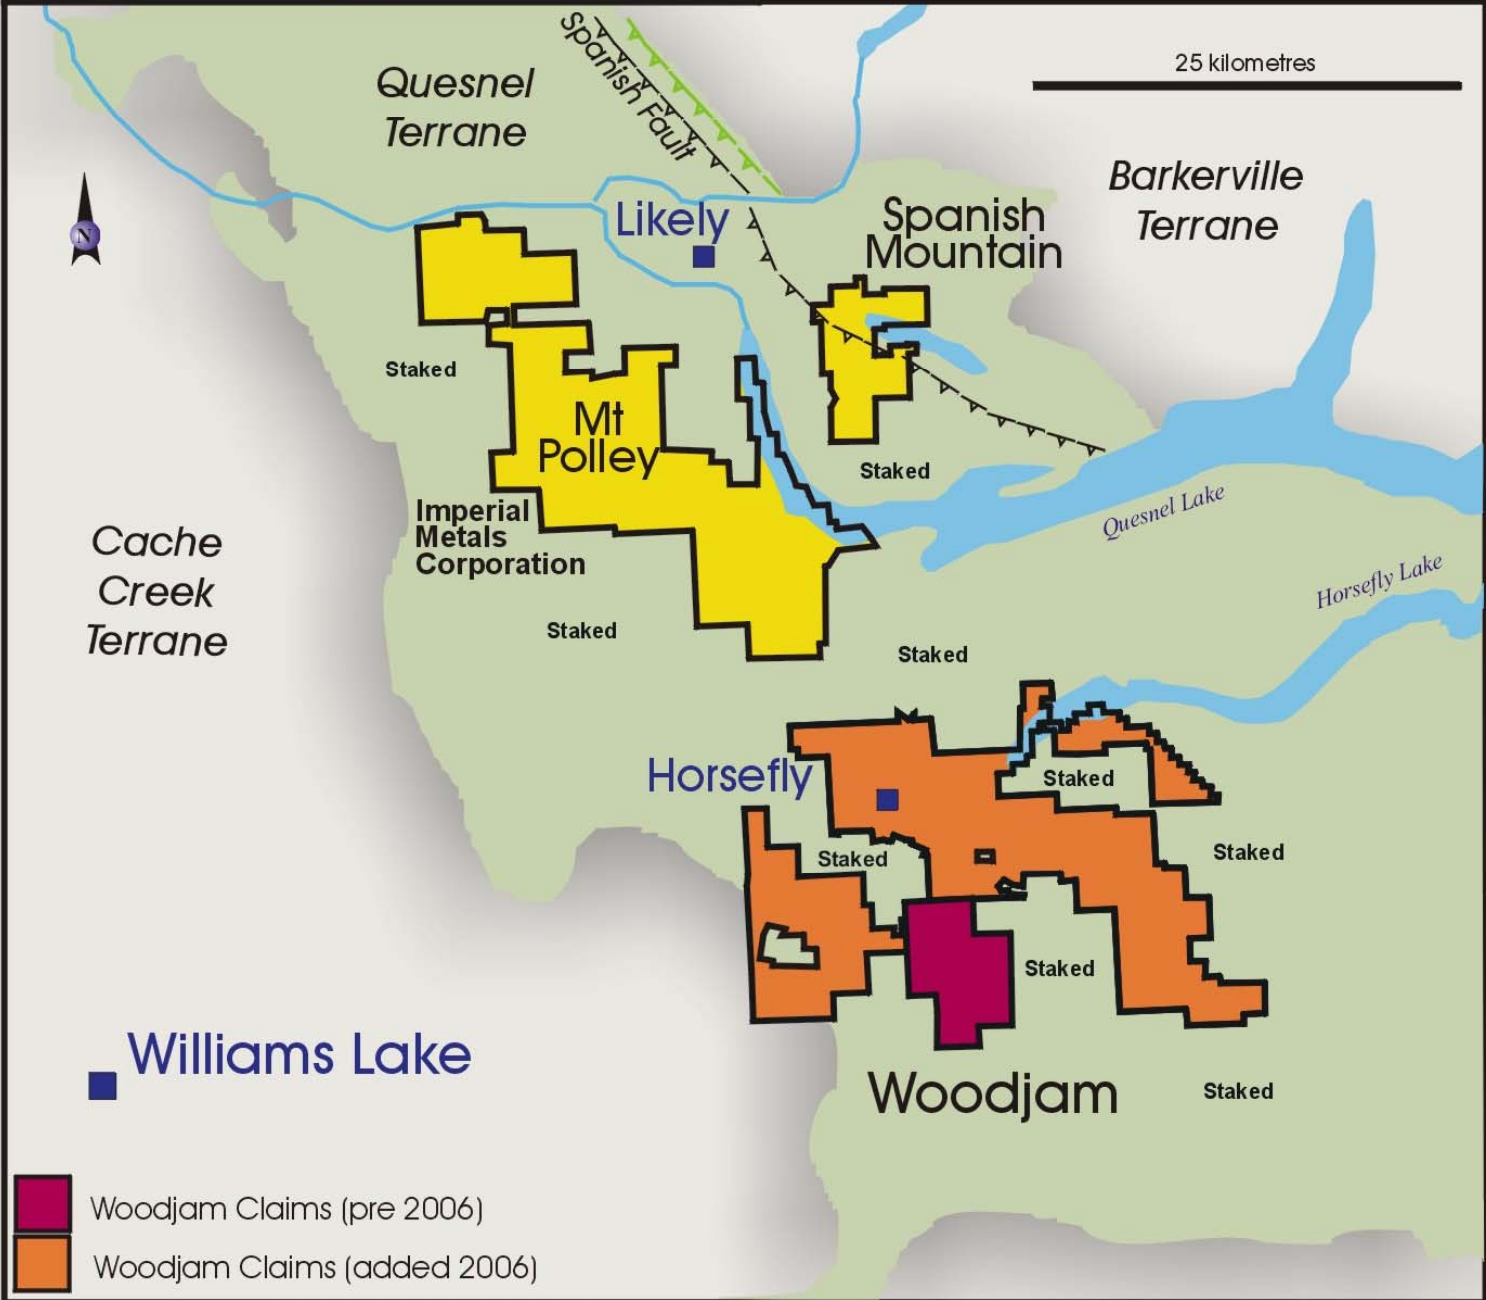 25 kilometres
Spanish Fault
Quesnel
Terrane
Barkerville
Terrane
N
Likely
Spanish
Mountain
Staked
Mt
Polley
Staked
Imperial
Metals
Corporation
Quesnel Lake
Cache
Creek
Terrane
Horsefly Lake
Staked
Staked
Horsefly
Staked
Staked
Staked
Staked
Williams Lake
Woodjam
Staked
Woodjam Claims (pre 2006)
Woodjam Claims (added 2006)